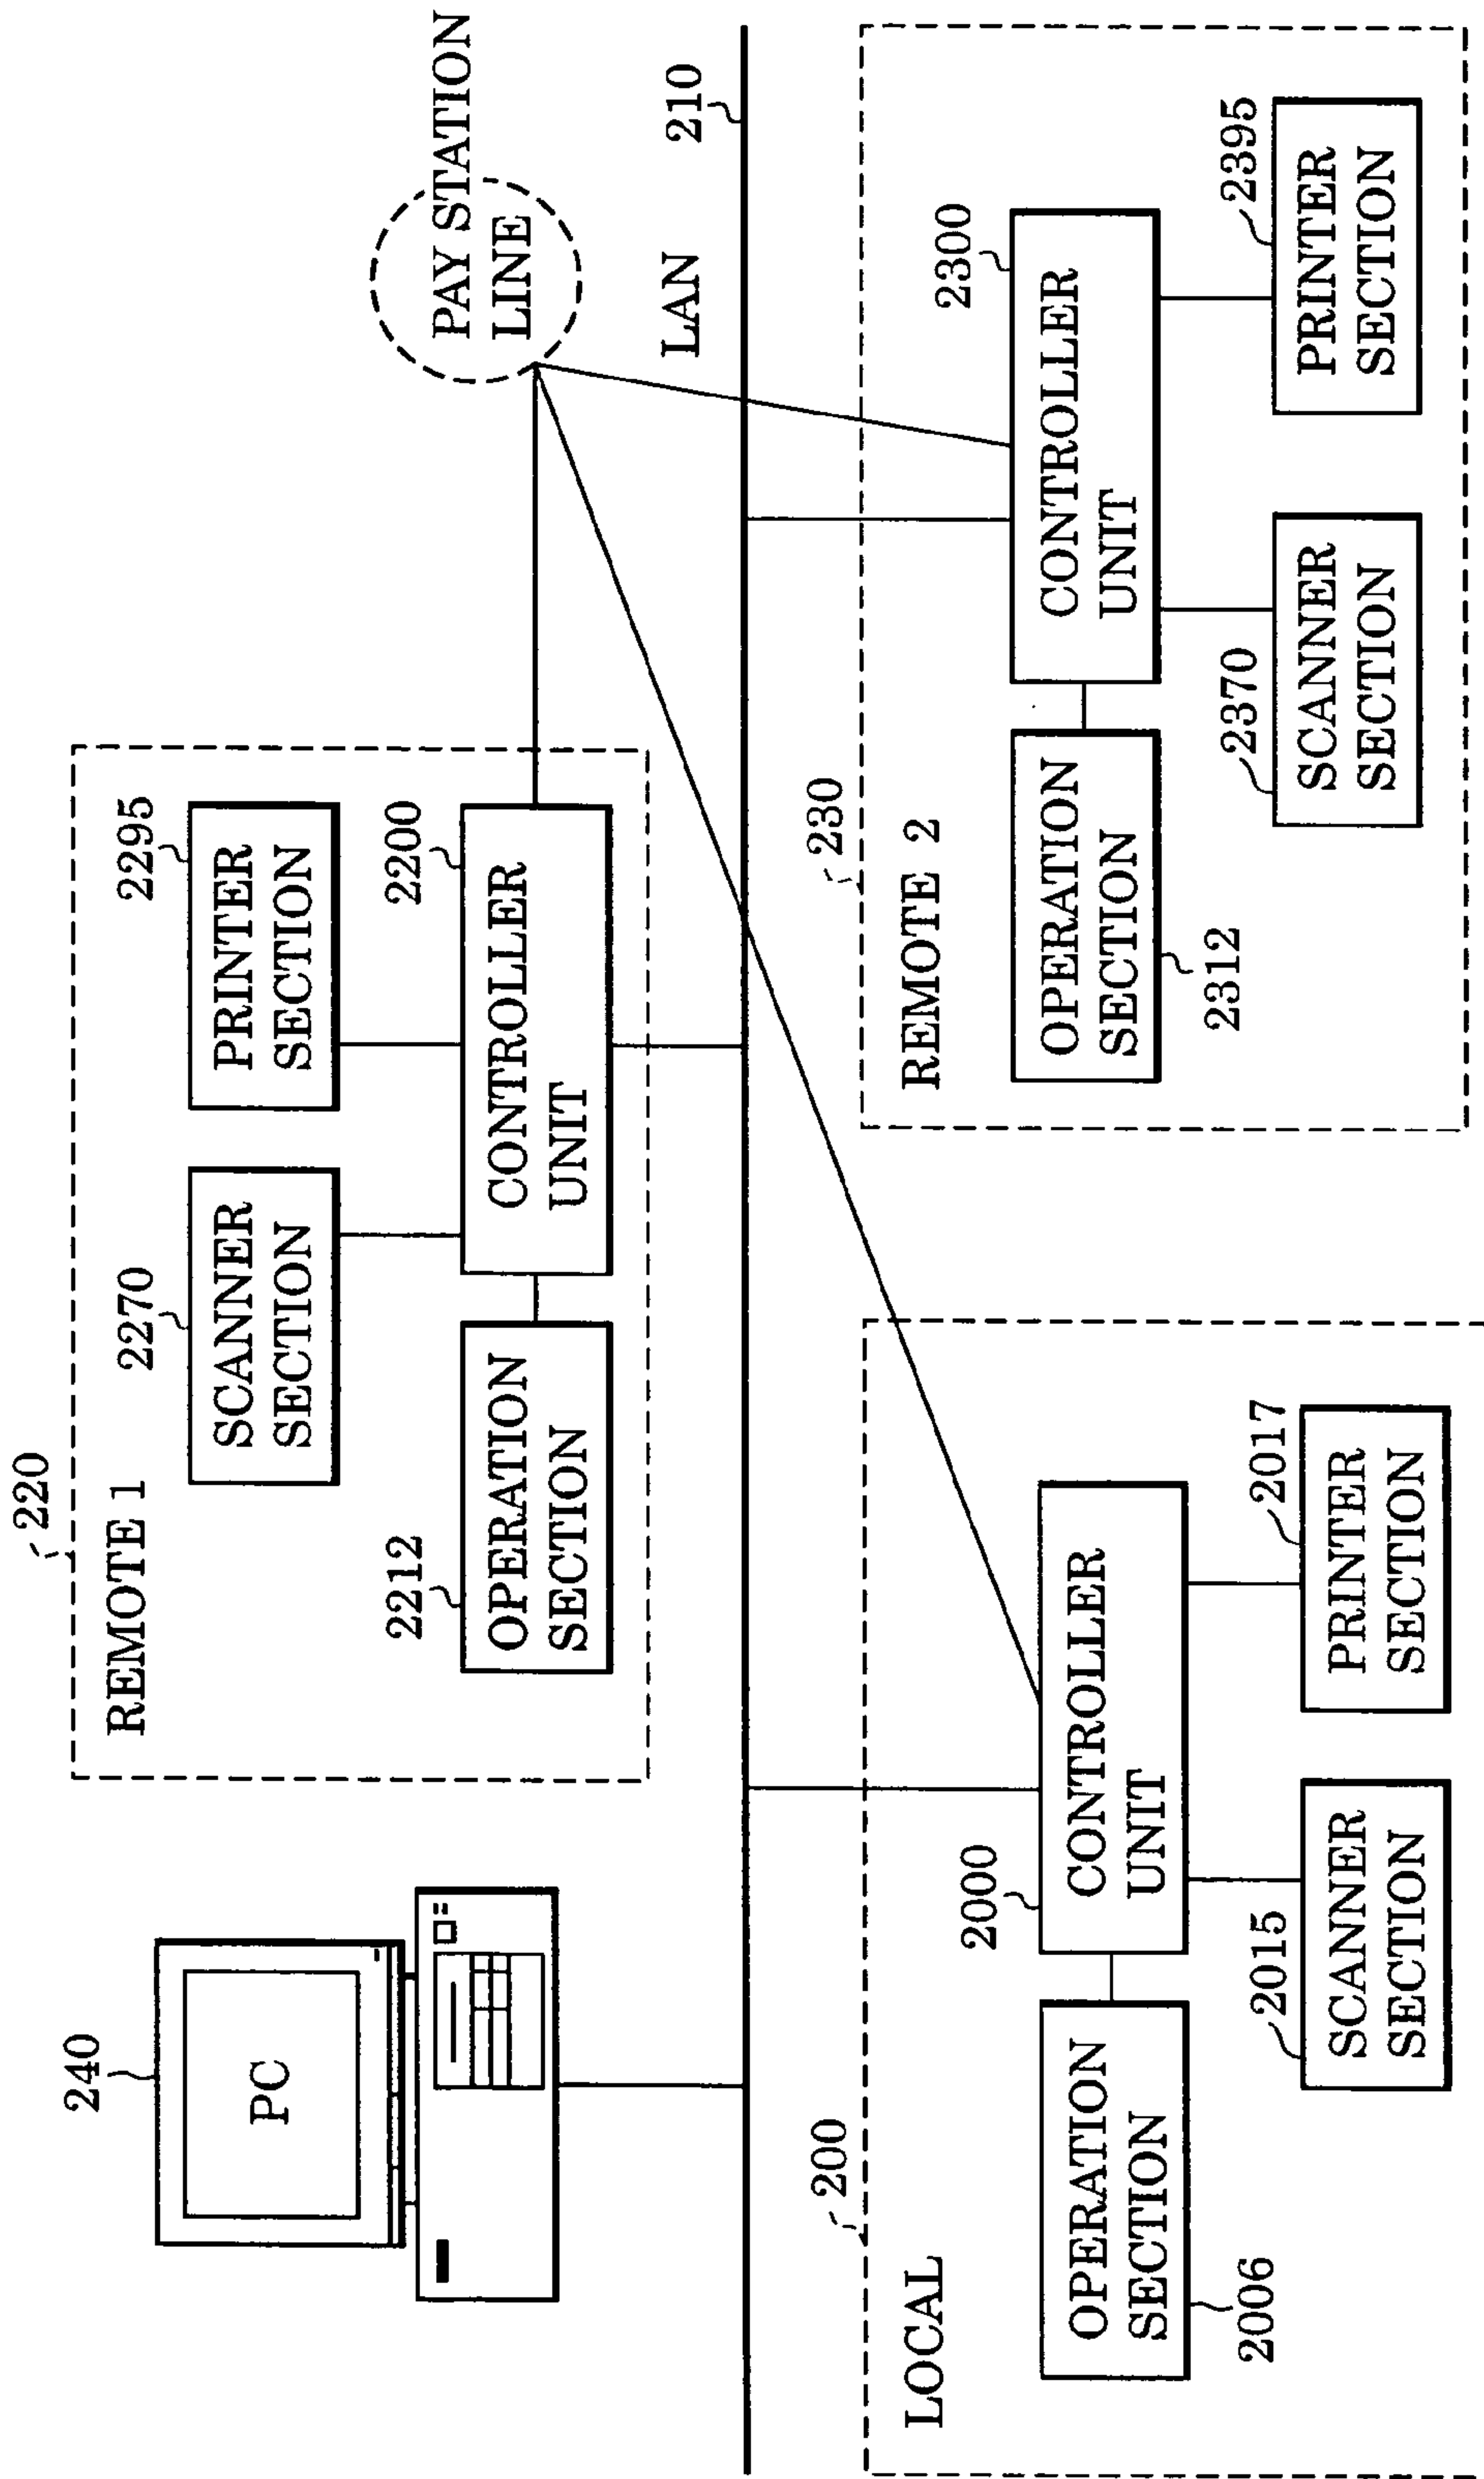 240
PC
220
REMOTE 1
2270
SCANNER
SECTION
2295
PRINTER
SECTION
2212
OPERATION
SECTION
2200
CONTROLLER
UNIT
PAY STATION
LINE
LAN
210
200
LOCAL
2000
OPERATION
SECTION
2006
CONTROLLER
UNIT
2015
SCANNER
SECTION
2017
PRINTER
SECTION
230
REMOTE 2
OPERATION
SECTION
2312
2300
CONTROLLER
UNIT
2370
SCANNER
SECTION
2395
PRINTER
SECTION